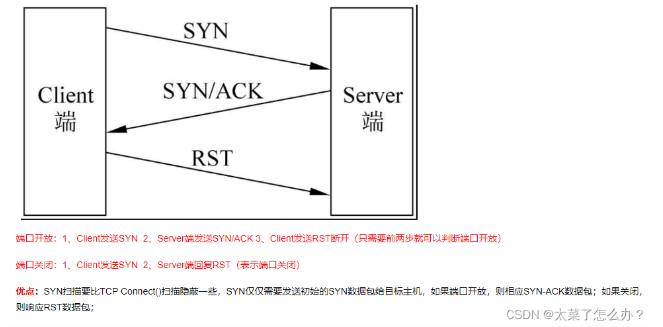 SYN
Client
端
SYN/ACK
Server
端
RST
端口开放：1、Client发送SYN  2、Server端发送SYN/ACK 3、Client发送RST断开（只需要前两步就可以判断端口开放）
端口关闭：1、Client发送SYN  2、Server端回复RST（表示端口关闭）
优点：SYN扫描要比TCP Connect()扫描隐蔽一些，SYN仅仅需要发送初始的SYN数据包给目标主机，如果端口开放，则相应SYN-ACK数据包；如果关闭，
则响应RST数据包；
CSDN @太菜了怎么办？